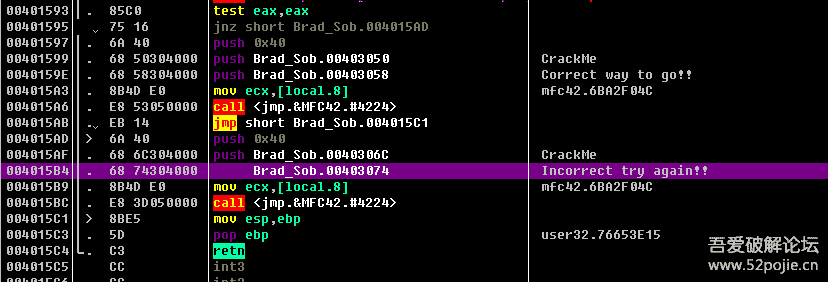 00401593 . 85C0 test eax,eax
00401595 . 75 16 jnz short Brad_Sob.004015AD
00401597 . 6A 40 push 0x40
00401599 . 68 50304000 push Brad_Sob.00403050 CrackMe
0040159E . 68 58304000 push Brad_Sob.00403058 Correct way to go!!
004015A3 . 8B4D E0 mov ecx,[local.8] mfc42.6BA2F04C
004015A6 . E8 53050000 call <jmp.&MFC42.#4224>
004015AB . EB 14 jmp short Brad_Sob.004015C1
004015AD > 6A 40 push 0x40
004015AF . 68 6C304000 push Brad_Sob.0040306C CrackMe
004015B4 . 68 74304000 Brad_Sob.00403074 Incorrect try again!!
004015B9 . 8B4D E0 mov ecx,[local.8] mfc42.6BA2F04C
004015BC . E8 3D050000 call <jmp.&MFC42.#4224>
004015C1 > 8BE5 mov esp,ebp
004015C3 . 5D pop ebp user32.76653E15
004015C4 . C3 retn
004015C5 CC int3
吾爱破解论坛
www.52pojie.cn